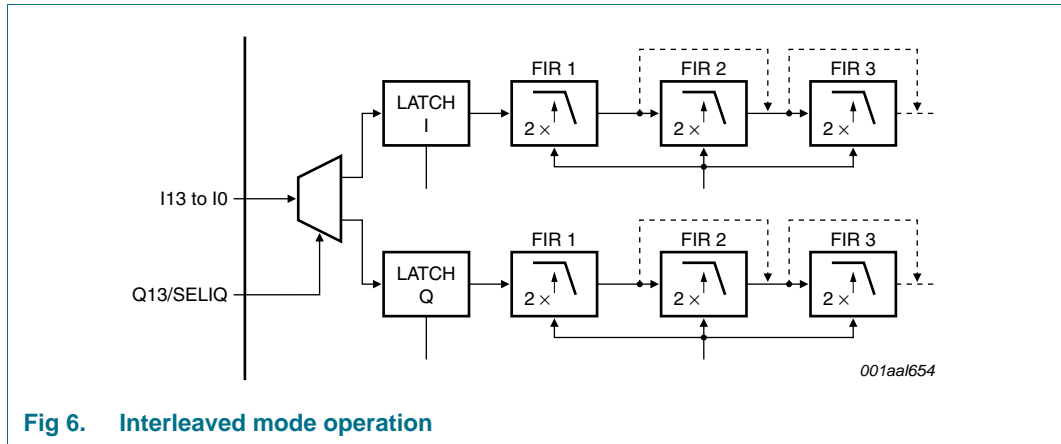 FIR 1 FIR 2 FIR 3
LATCH
I
2 × 2 × 2 ×
I13 to I0
FIR 1 FIR 2 FIR 3
LATCH
Q
Q13/SELIQ
2 × 2 × 2 ×
001aal654
Fig 6. Interleaved mode operation